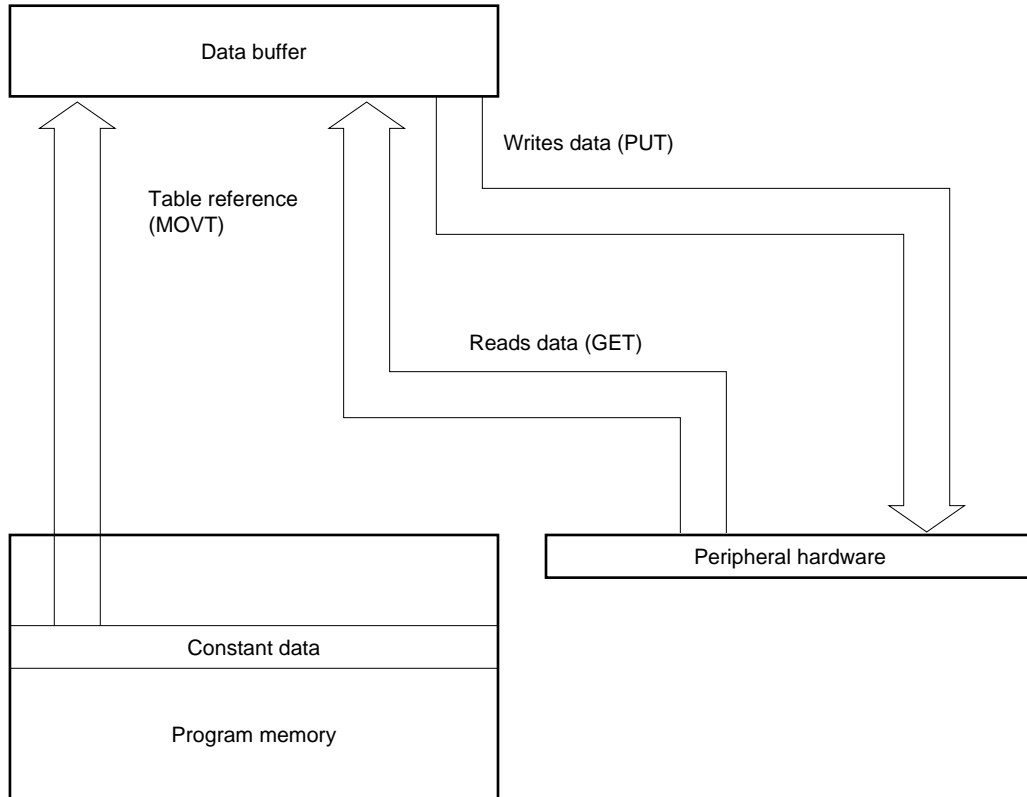 Data buffer
Writes data (PUT)
Table reference
(MOVT)
Reads data (GET)
Peripheral hardware
Constant data
Program memory